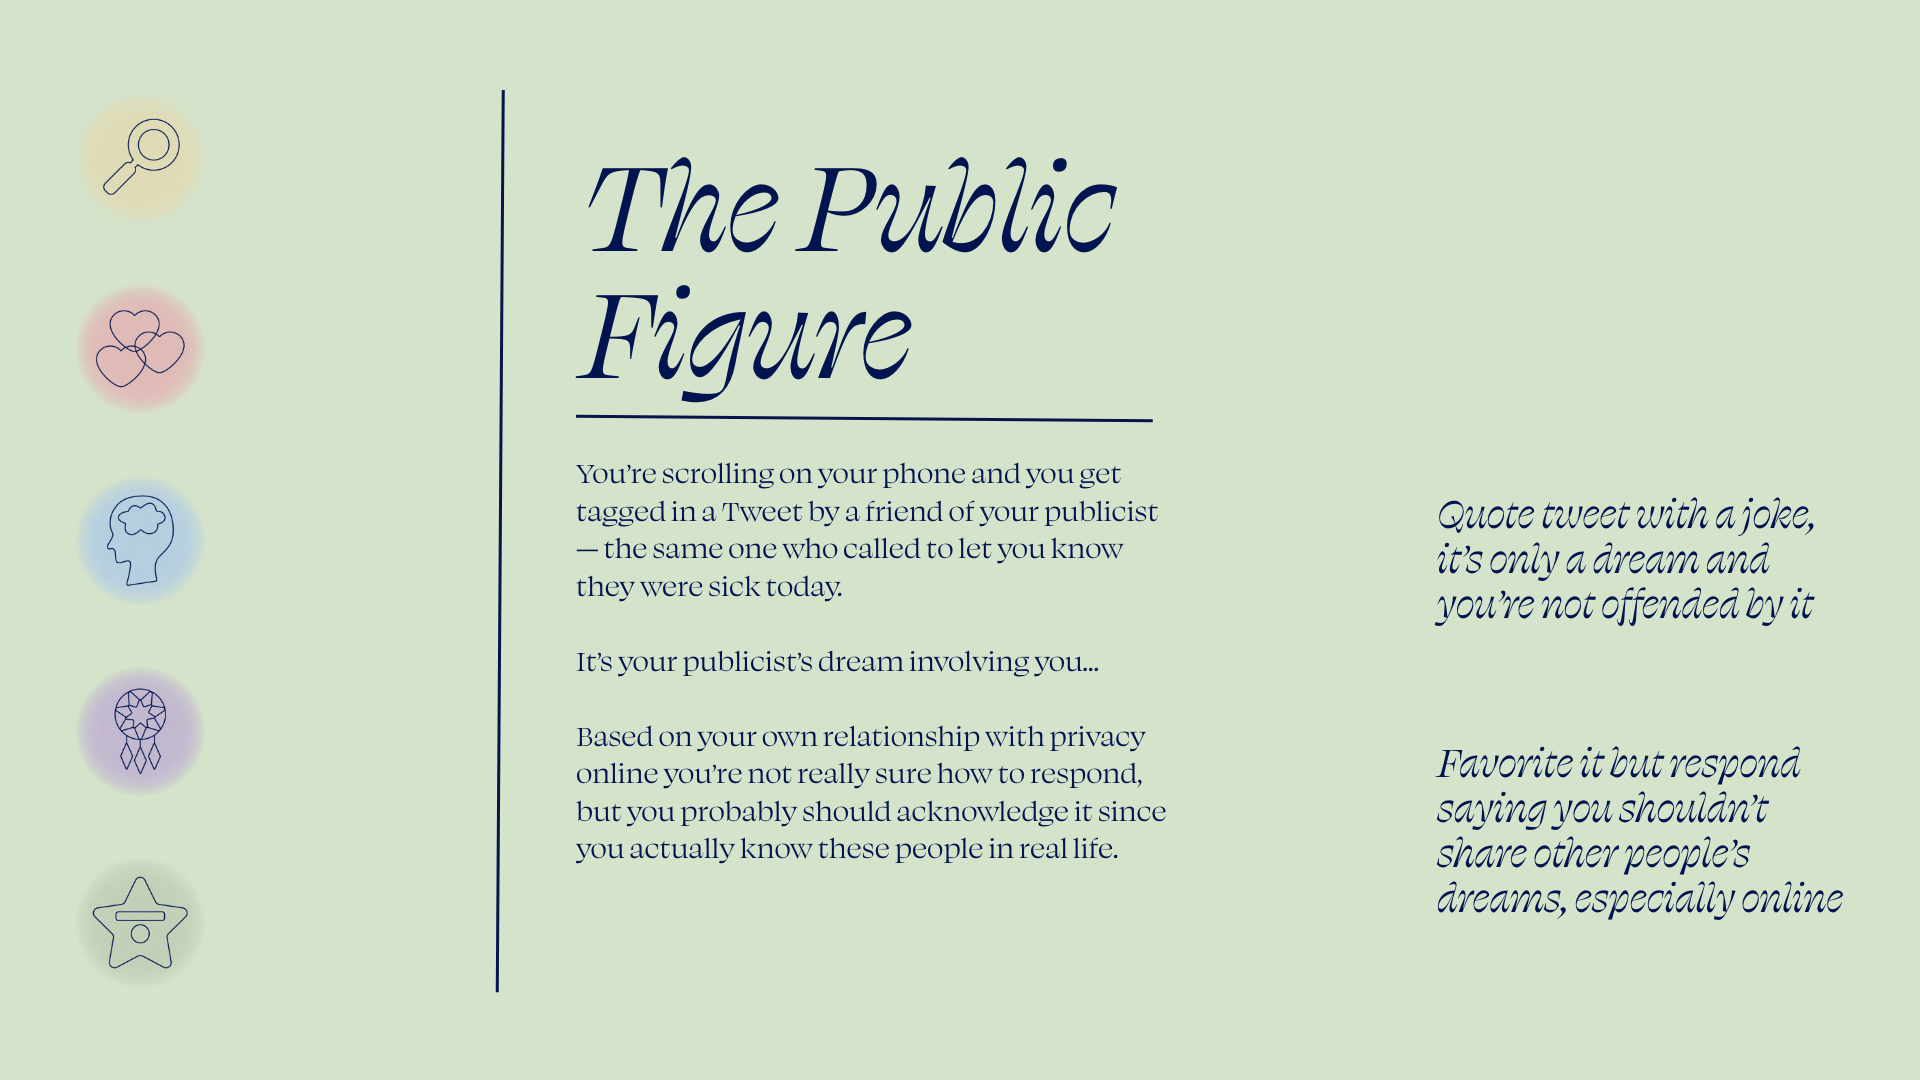 The Public
Figure
You’re scrolling on your phone and you get
tagged in a Tweet by a friend of your publicist
— the same one who called to let you know
they were sick today.
It’s your publicist’s dream involving you...
Based on your own relationship with privacy
online you’re not really sure how to respond,
but you probably should acknowledge it since
you actually know these people in real life.
Quote tweet with a joke,
it’s only a dream and
you’re not offended by it
Favorite it but respond
saying you shouldn’t
share other people’s
dreams, especially online